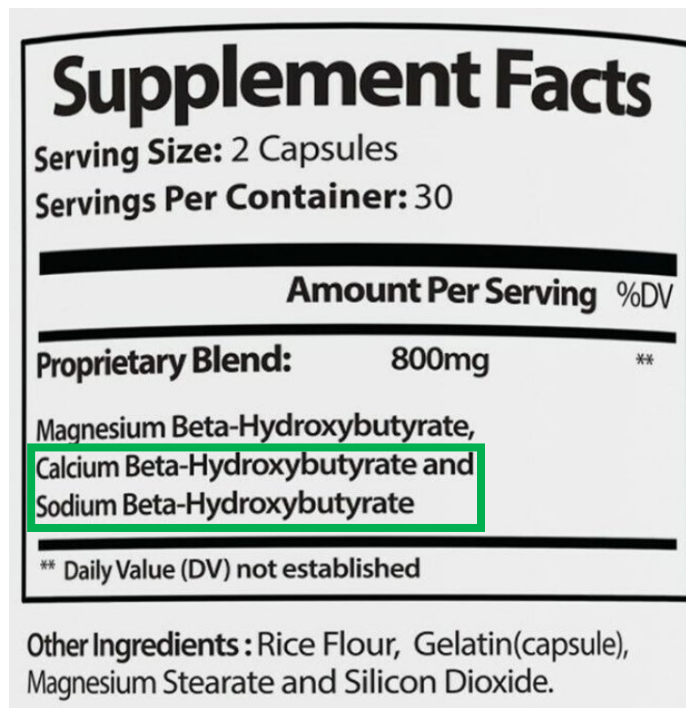 Supplement Facts
Serving Size: 2 Capsules
Servings Per Container: 30
Amount Per Serving %DV
Proprietary Blend: 800mg **
Magnesium Beta-Hydroxybutyrate,
Calcium Beta-Hydroxybutyrate and
Sodium Beta-Hydroxybutyrate
** Daily Value (DV) not established
Other Ingredients : Rice Flour, Gelatin(capsule),
Magnesium Stearate and Silicon Dioxide.